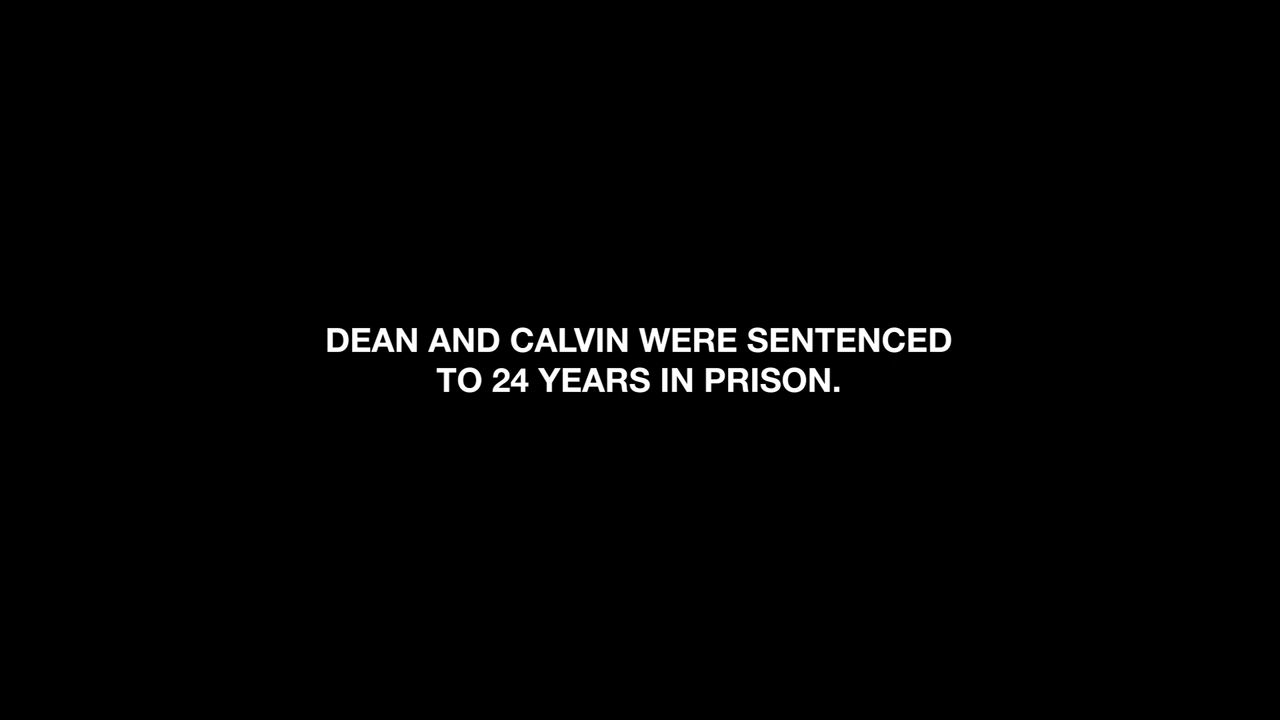 DEAN AND CALVIN WERE SENTENCED
TO 24 YEARS IN PRISON.